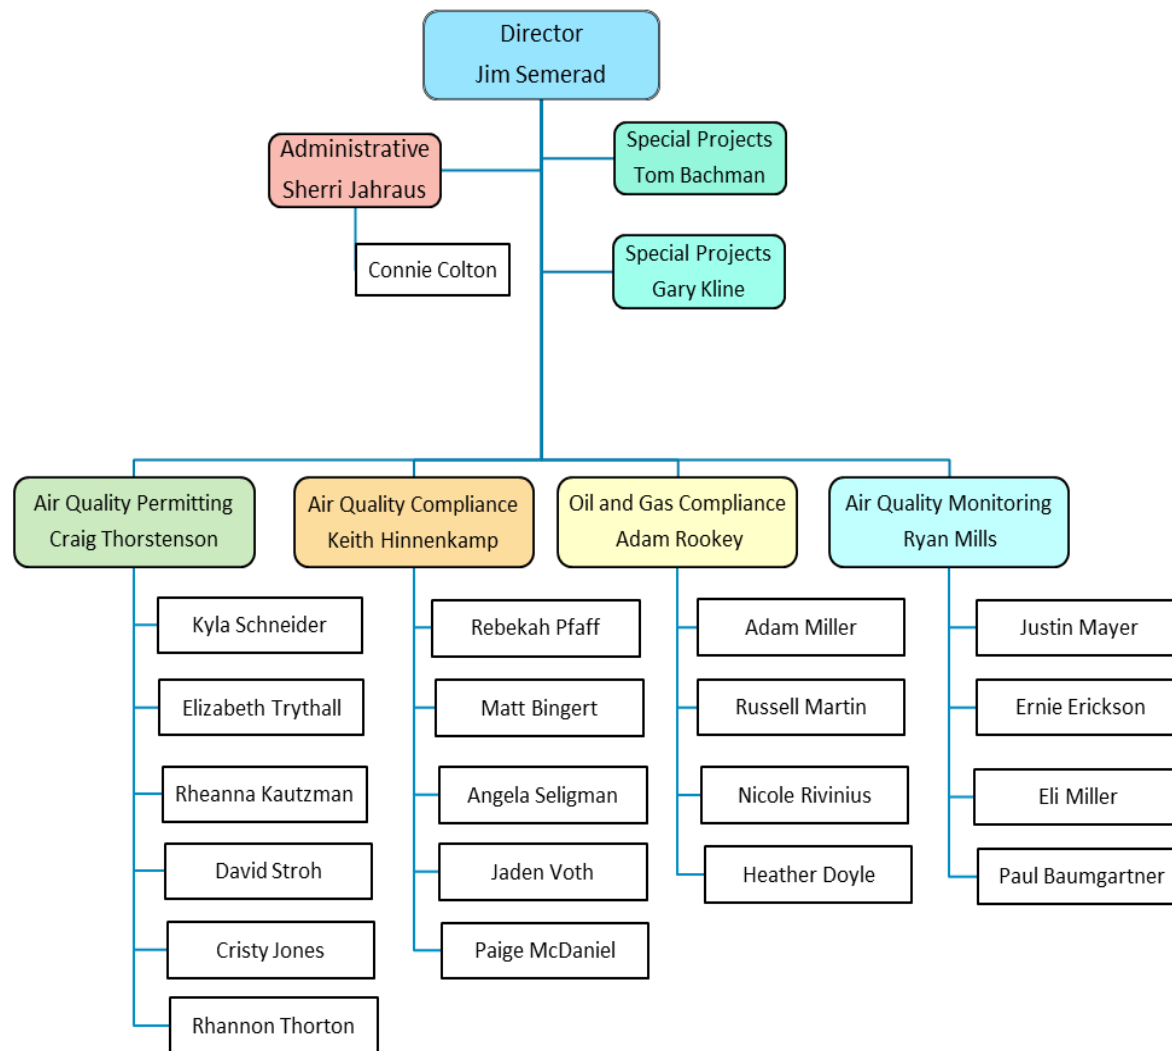 Director
Jim Semerad
Administrative
Sherri Jahraus
Special Projects
Tom Bachman
Connie Colton
Special Projects
Gary Kline
Air Quality Permitting
Craig Thorstenson
Air Quality Compliance
Keith Hinnenkamp
Oil and Gas Compliance
Adam Rookey
Air Quality Monitoring
Ryan Mills
Kyla Schneider
Elizabeth Trythall
Rheanna Kautzman
David Stroh
Cristy Jones
Rhannon Thorton
Rebekah Pfaff
Matt Bingert
Angela Seligman
Jaden Voth
Paige McDaniel
Adam Miller
Russell Martin
Nicole Rivinius
Heather Doyle
Justin Mayer
Ernie Erickson
Eli Miller
Paul Baumgartner